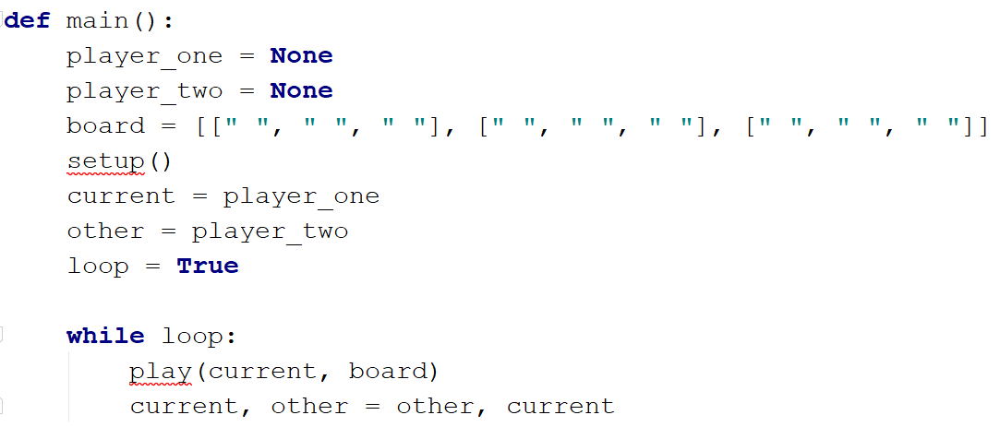 def main():
    player_one = None
    player_two = None
    board = [[" ", " ", " "], [" ", " ", " "], [" ", " ", " "]]
    setup()
    current = player_one
    other = player_two
    loop = True

    while loop:
        play(current, board)
        current, other = other, current